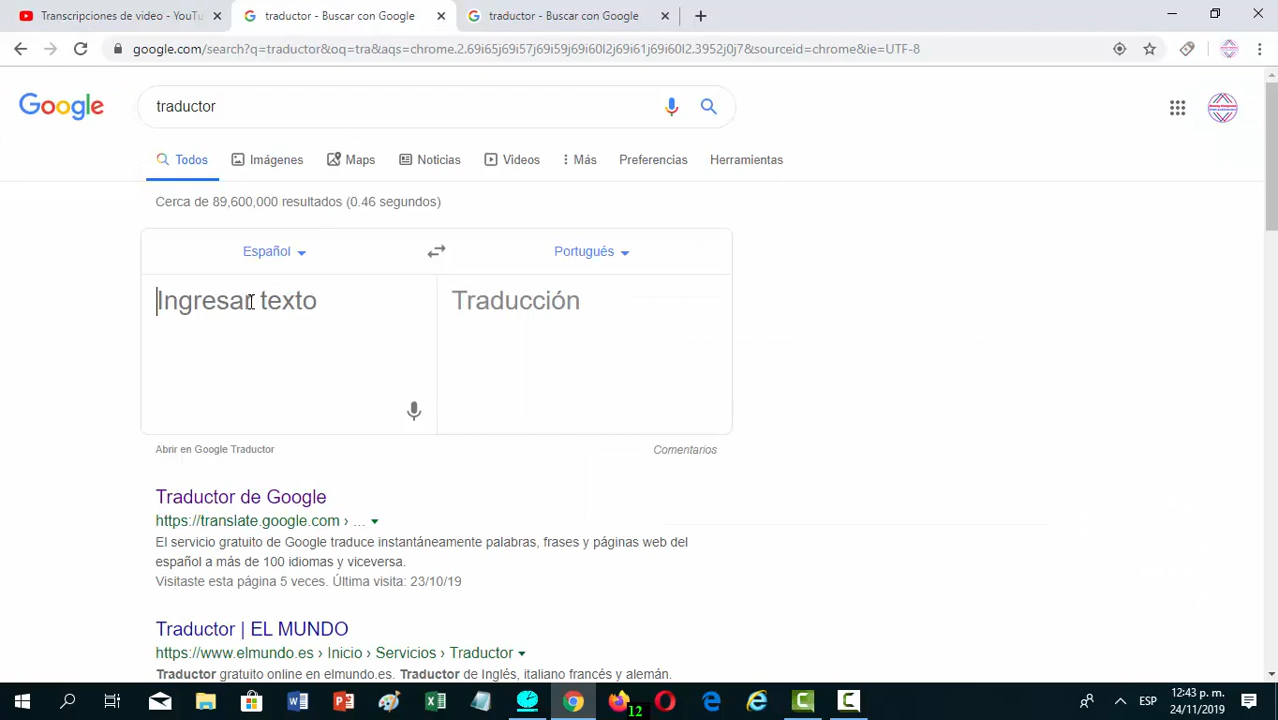 Transcripciones de video - YouTu
traductor - Buscar con Google
traductor - Buscar con Google
google.com/search?q=traductor&oq=tra&aqs=chrome.2.69i65j69i57j69i59j69i60l2j69i61j69i60l2.3952j0j7&sourceid=chrome&ie=UTF-8
Google
traductor
Todos
Imágenes
Maps
Noticias
Videos
Más
Preferencias
Herramientas
Cerca de 89,600,000 resultados (0.46 segundos)
Español
Portugués
Ingresar texto
Traducción
Abrir en Google Traductor
Comentarios
Traductor de Google
https://translate.google.com › ...
El servicio gratuito de Google traduce instantáneamente palabras, frases y páginas web del
español a más de 100 idiomas y viceversa.
Visitaste esta página 5 veces. Última visita: 23/10/19
Traductor | EL MUNDO
https://www.elmundo.es › Inicio › Servicios › Traductor
Traductor gratuito online en elmundo.es. Traductor de Inglés, italiano francés y alemán.
12
ESP
12:43 p. m.
24/11/2019